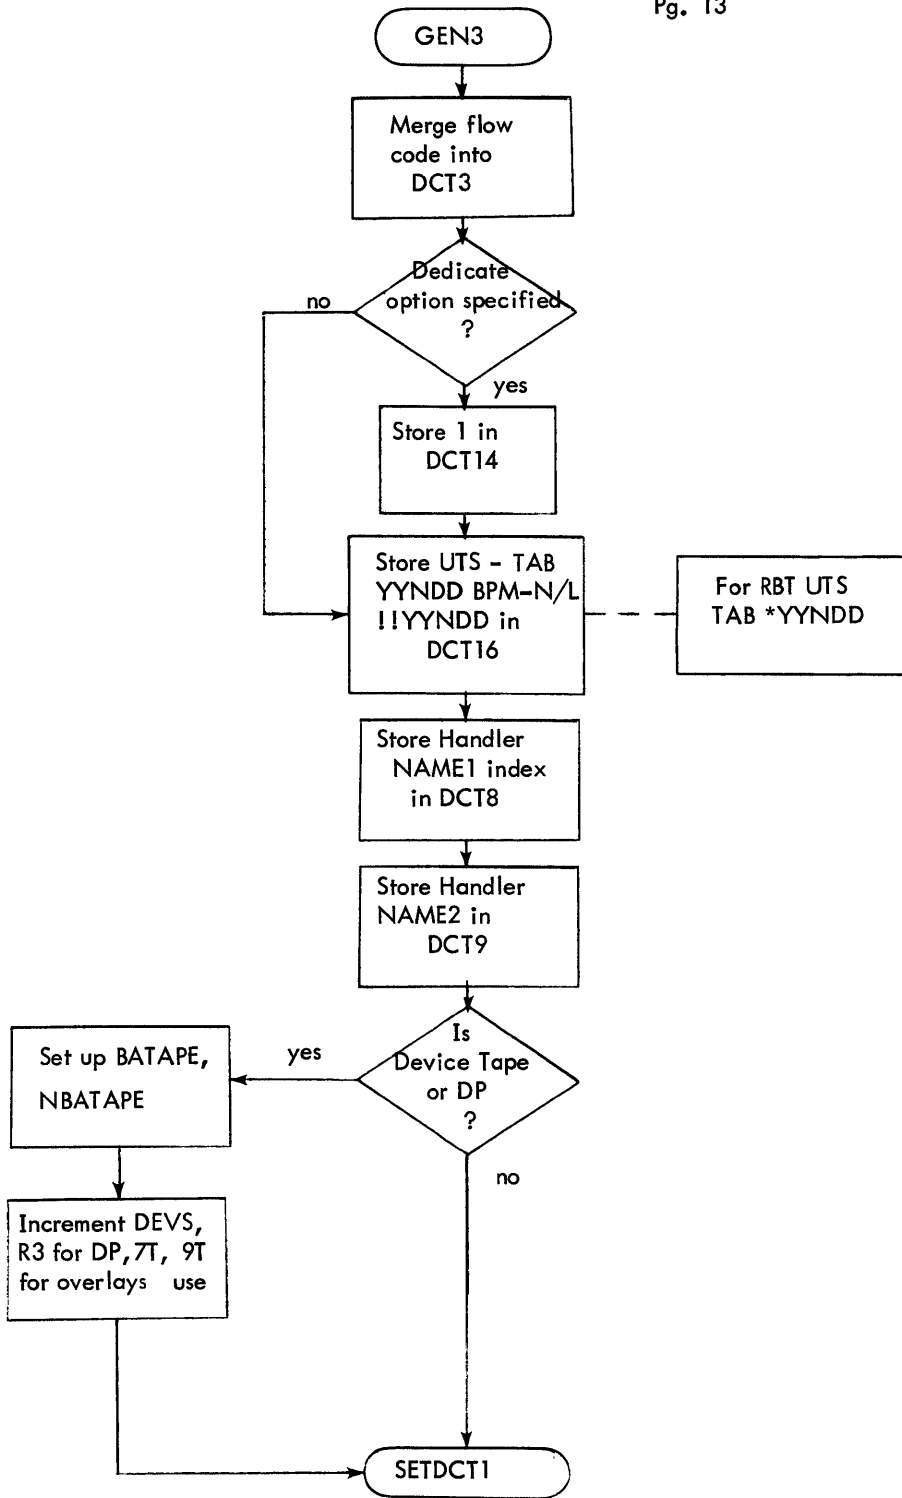 Pg. 13
GEN3
Merge flow
code into
DCT3
Dedicate
option specified
?
no
yes
Store 1 in
DCT14
Store UTS - TAB
YYNDD BPM-N/L
!!YYNDD in
DCT16
For RBT UTS
TAB *YYNDD
Store Handler
NAME1 index
in DCT8
Store Handler
NAME2 in
DCT9
Is
Device Tape
or DP
?
yes
no
Set up BATAPE,
NBATAPE
Increment DEVS,
R3 for DP, 7T, 9T
for overlays use
SETDCT1